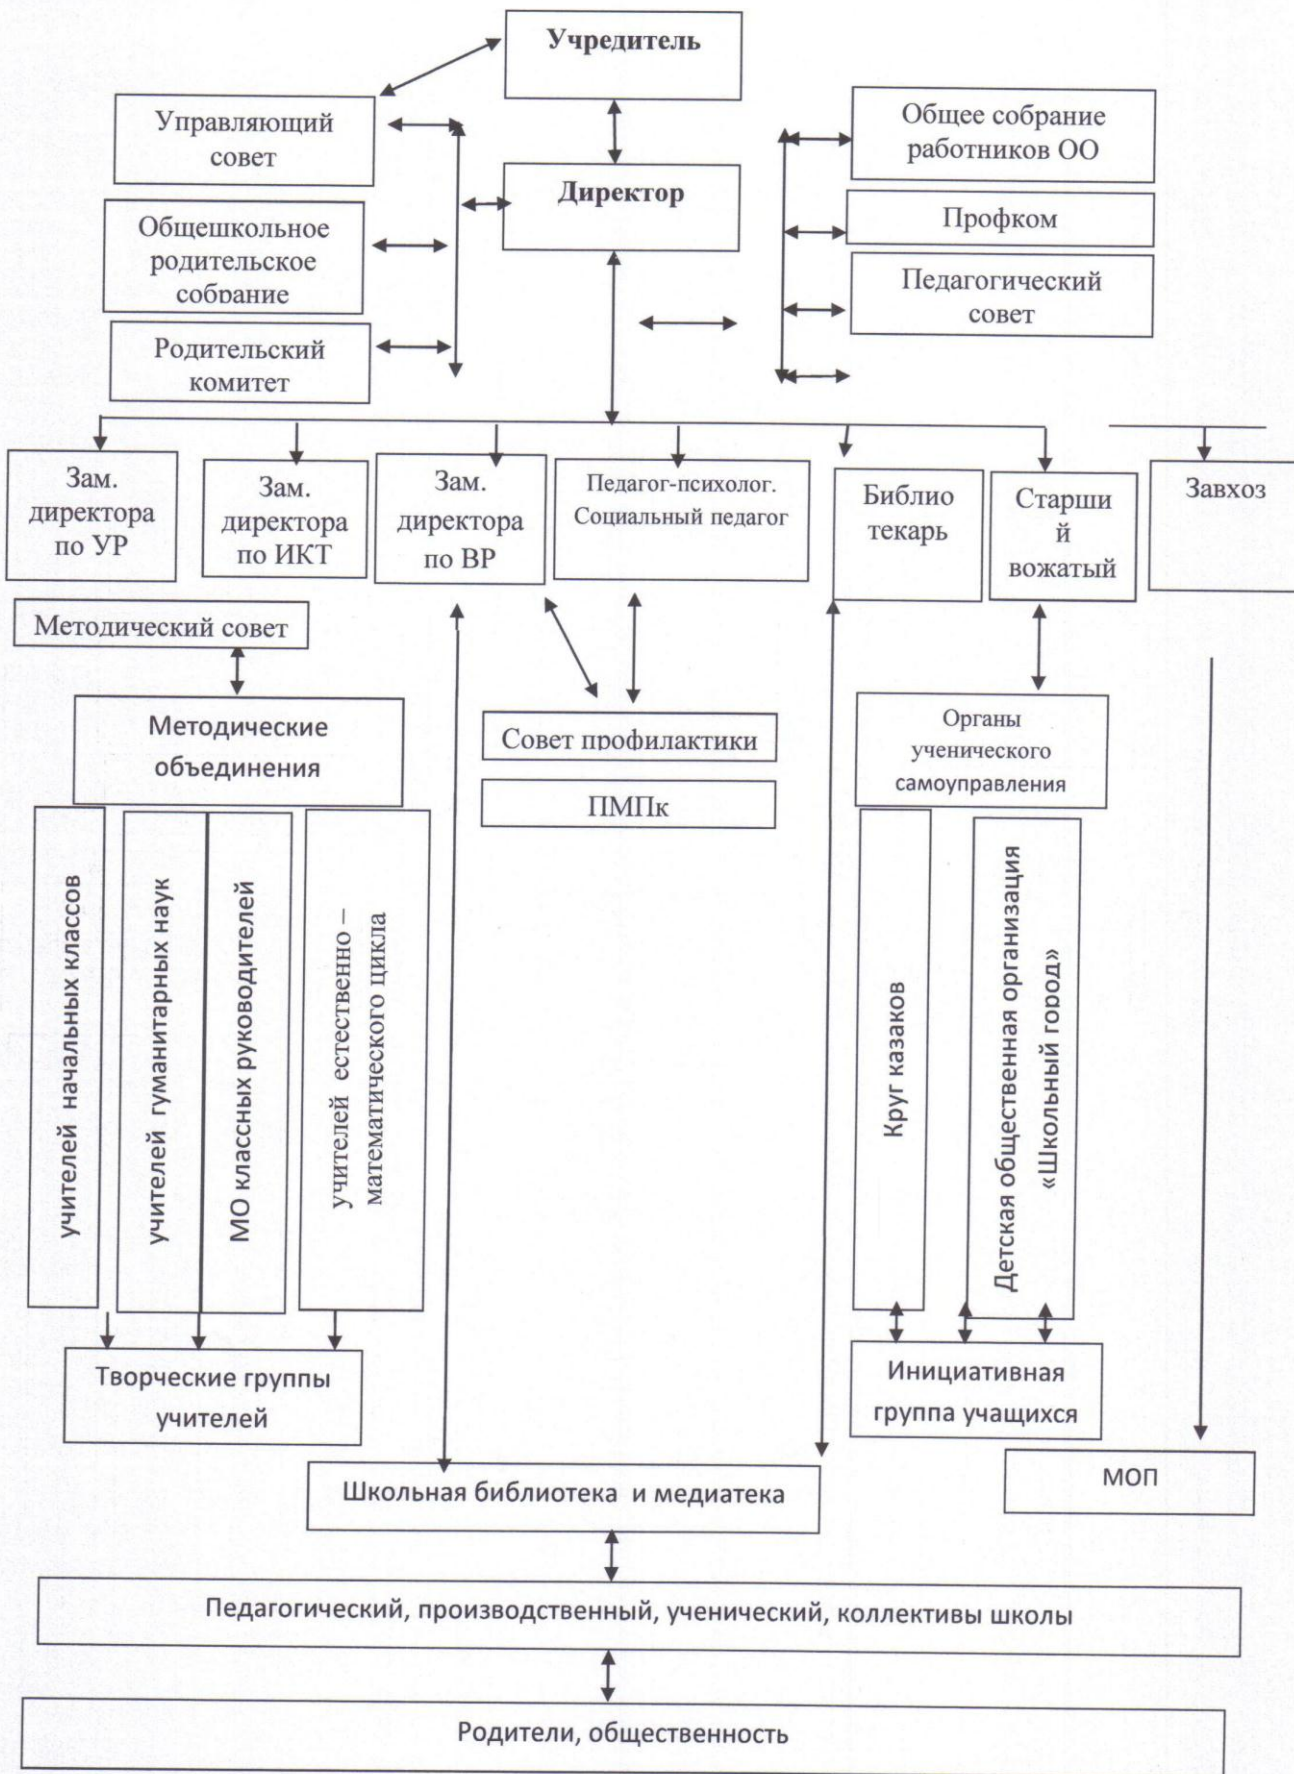 Учредитель
Управляющий
совет
Общее собрание
работников ОО
Директор
Общешкольное
родительское
собрание
Профком
Педагогический
совет
Родительский
комитет
Зам.
директора
по УР
Зам.
директора
по ИКТ
Зам.
директора
по ВР
Педагог-психолог.
Социальный педагог
Библио
текарь
Старши
й
вожатый
Завхоз
Методический совет
Методические
объединения
Совет профилактики
ПМПк
Органы
ученического
самоуправления
учителей начальных классов
учителей гуманитарных наук
МО классных руководителей
учителей естественно –
математического цикла
Круг казаков
Детская общественная организация
«Школьный город»
Творческие группы
учителей
Инициативная
группа учащихся
Школьная библиотека и медиатека
МОП
Педагогический, производственный, ученический, коллективы школы
Родители, общественность